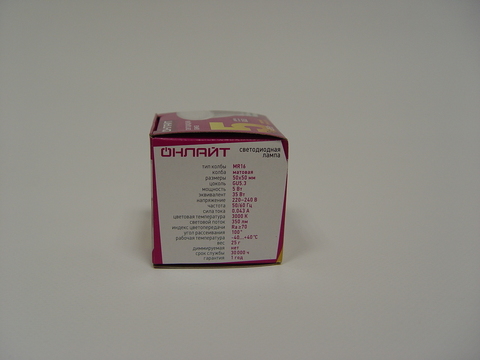 ОНЛАЙТ
светодиодная
лампа
тип колбы MR16
колба матовая
размеры 50х50 мм
цоколь GU5.3
мощность 5 Вт
эквивалент 35 Вт
напряжение 220-240 В
частота 50/60 Гц
сила тока 0.043 А
цветовая температура 3000 К
световой поток 350 лм
индекс цветопередачи Ra≥70
угол рассеивания 100°
рабочая температура -40...+40°С
вес 25 г
диммируемая нет
срок службы 30 000 ч
гарантия 1 год